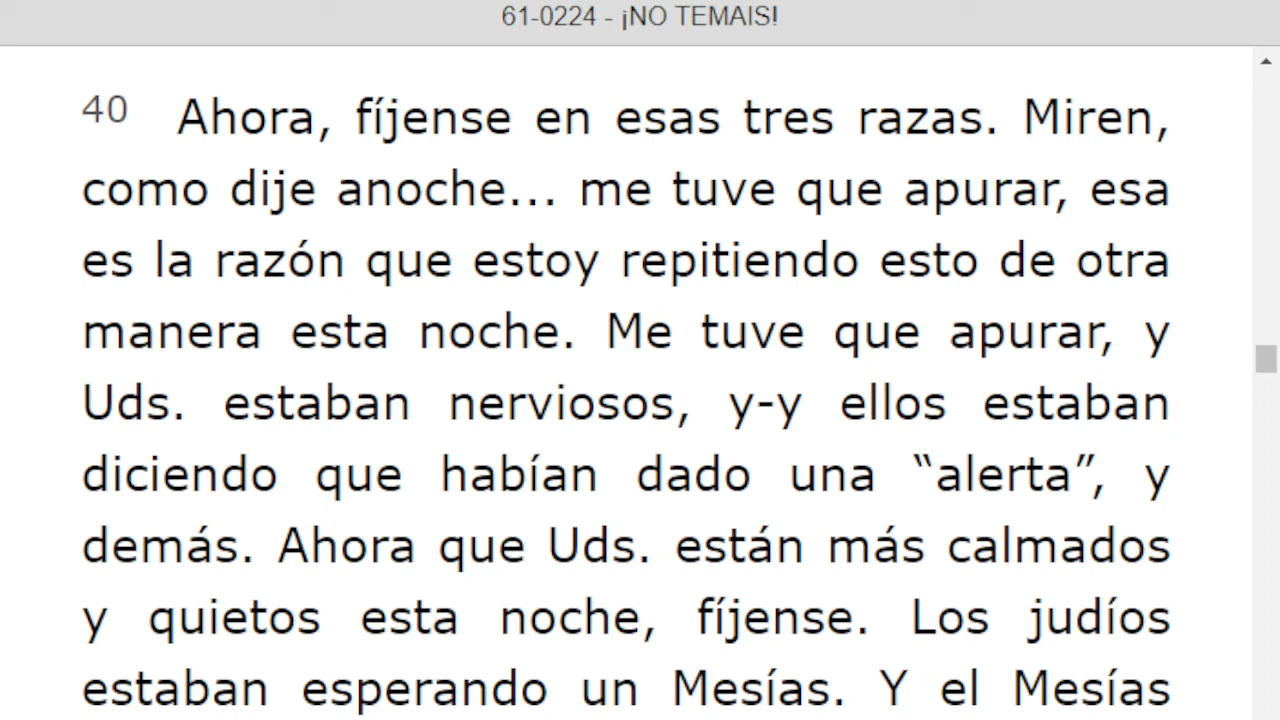 61-0224 - ¡NO TEMAIS!
40 Ahora, fíjense en esas tres razas. Miren,
como dije anoche... me tuve que apurar, esa
es la razón que estoy repitiendo esto de otra
manera esta noche. Me tuve que apurar, y
Uds. estaban nerviosos, y-y ellos estaban
diciendo que habían dado una “alerta”, y
demás. Ahora que Uds. están más calmados
y quietos esta noche, fíjense. Los judíos
estaban esperando un Mesías. Y el Mesías